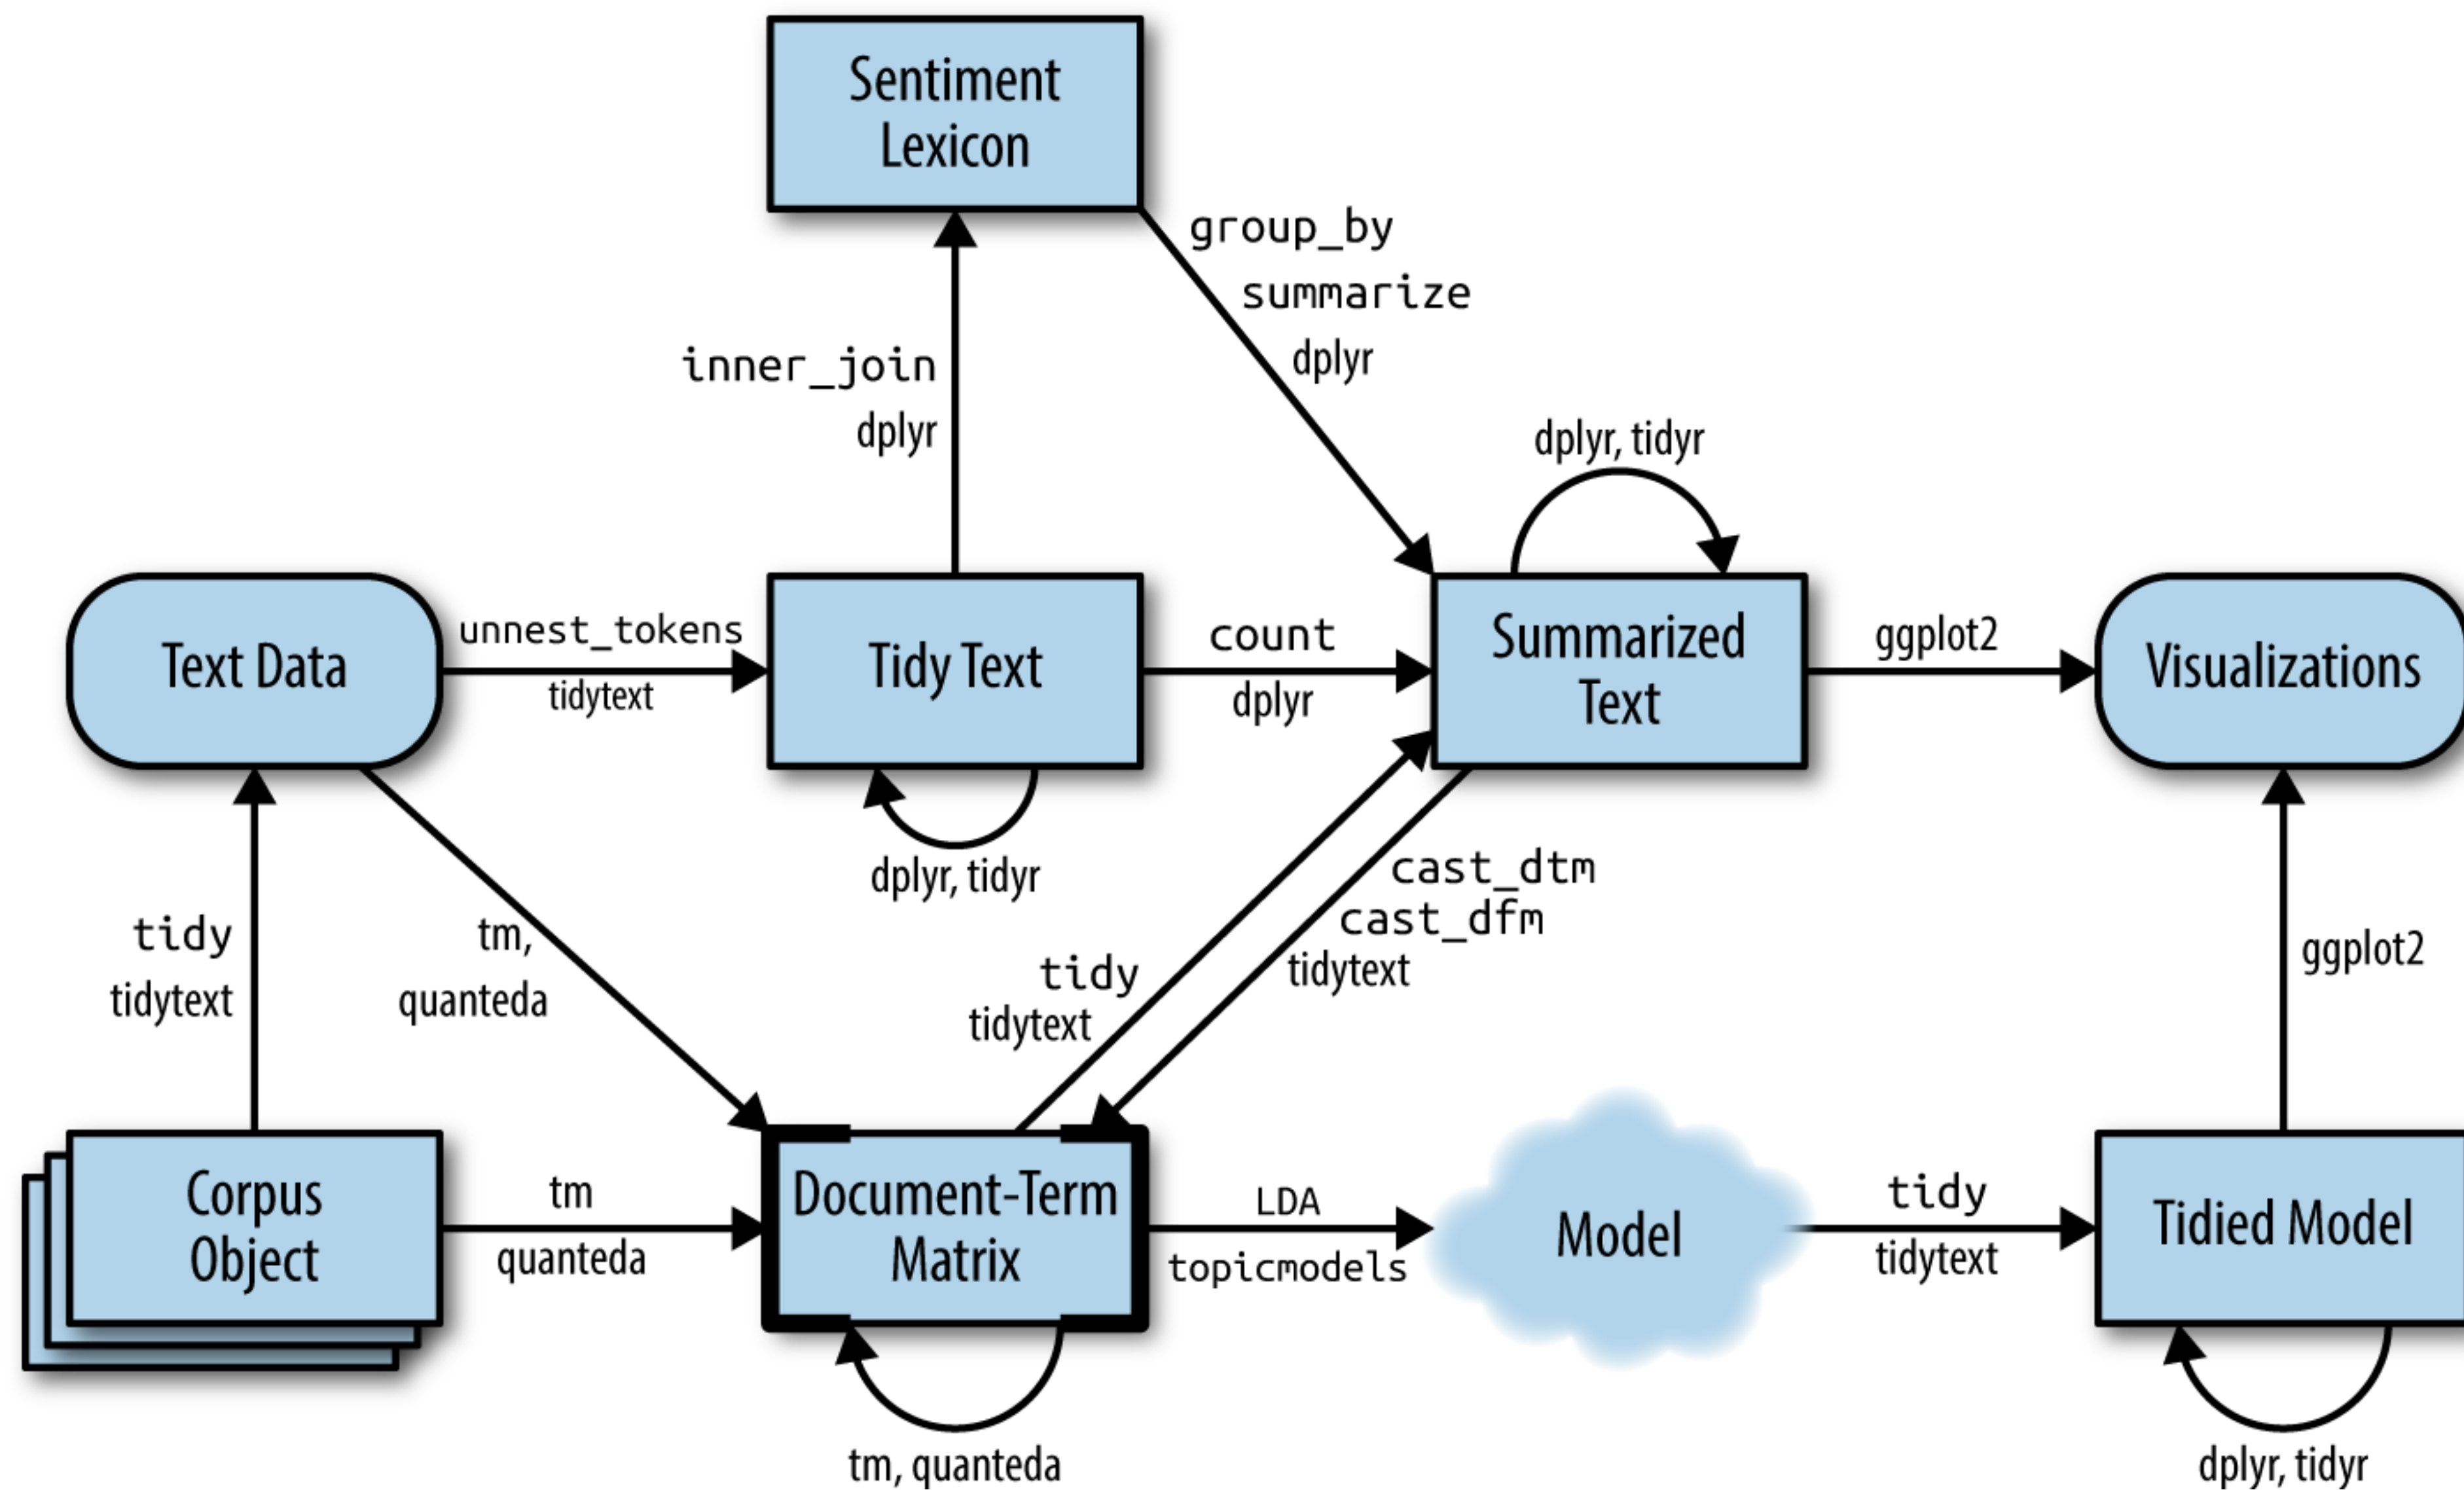 Sentiment
Lexicon
group_by
summarize
dplyr
inner_join
dplyr
dplyr, tidyr
Text Data
unnest_tokens
tidytext
Tidy Text
count
dplyr
Summarized
Text
ggplot2
Visualizations
dplyr, tidyr
tidy
tidytext
tm,
quanteda
tidy
tidytext
cast_dtm
cast_dfm
tidytext
ggplot2
Corpus
Object
tm
quanteda
Document-Term
Matrix
LDA
topicmodels
Model
tidy
tidytext
Tidied Model
tm, quanteda
dplyr, tidyr